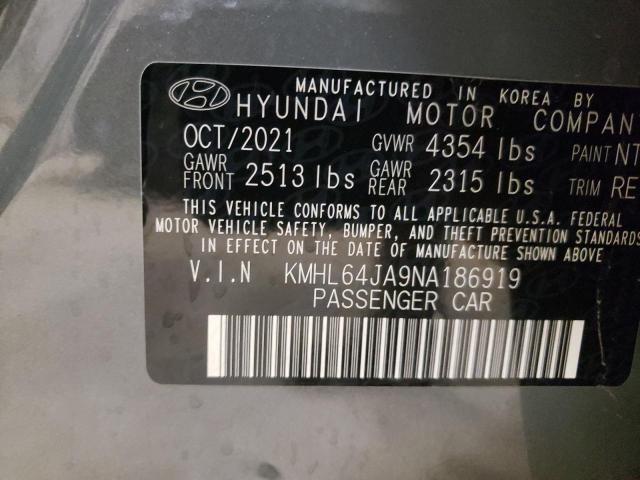 MANUFACTURED IN KOREA BY
HYUNDAI MOTOR COMPAN
OCT/2021 GVWR 4354 lbs PAINT NT
GAWR FRONT 2513 lbs GAWR REAR 2315 lbs TRIM RE
THIS VEHICLE CONFORMS TO ALL APPLICABLE U.S.A. FEDERAL
MOTOR VEHICLE SAFETY, BUMPER, AND THEFT PREVENTION STANDARDS
IN EFFECT ON THE DATE OF MANUFACTURE SHOWN ABOVE
V.I.N KMHL64JA9NA186919
PASSENGER CAR